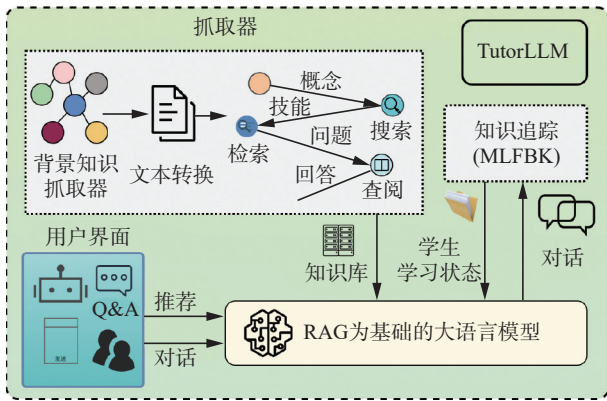 抓取器
TutorLLM
概念
技能
搜索
问题
检索
回答
查阅
背景知识
抓取器
文本转换
知识追踪
(MLFBK)
用户界面
Q&A
发送
知识库
学生
学习状态
对话
推荐
对话
RAG为基础的大语言模型